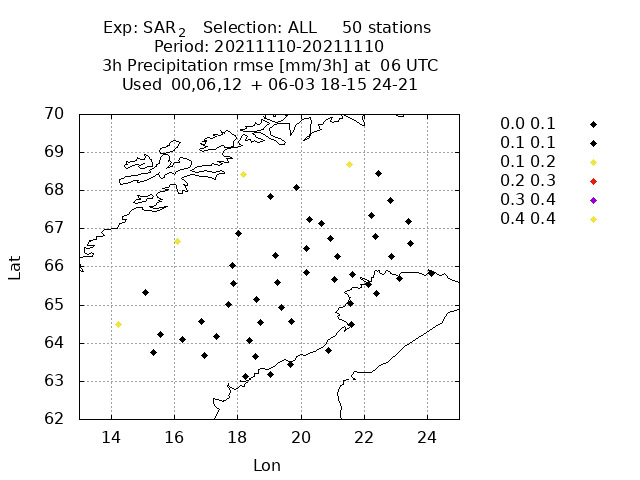 Exp: SAR2 Selection: ALL 50 stations
Period: 20211110-20211110
3h Precipitation rmse [mm/3h] at 06 UTC
Used 00,06,12 + 06-03 18-15 24-21
70
69
68
67
66
65
64
63
62
Lat
14 16 18 20 22 24
Lon
0.0 0.1
0.1 0.1
0.1 0.2
0.2 0.3
0.3 0.4
0.4 0.4